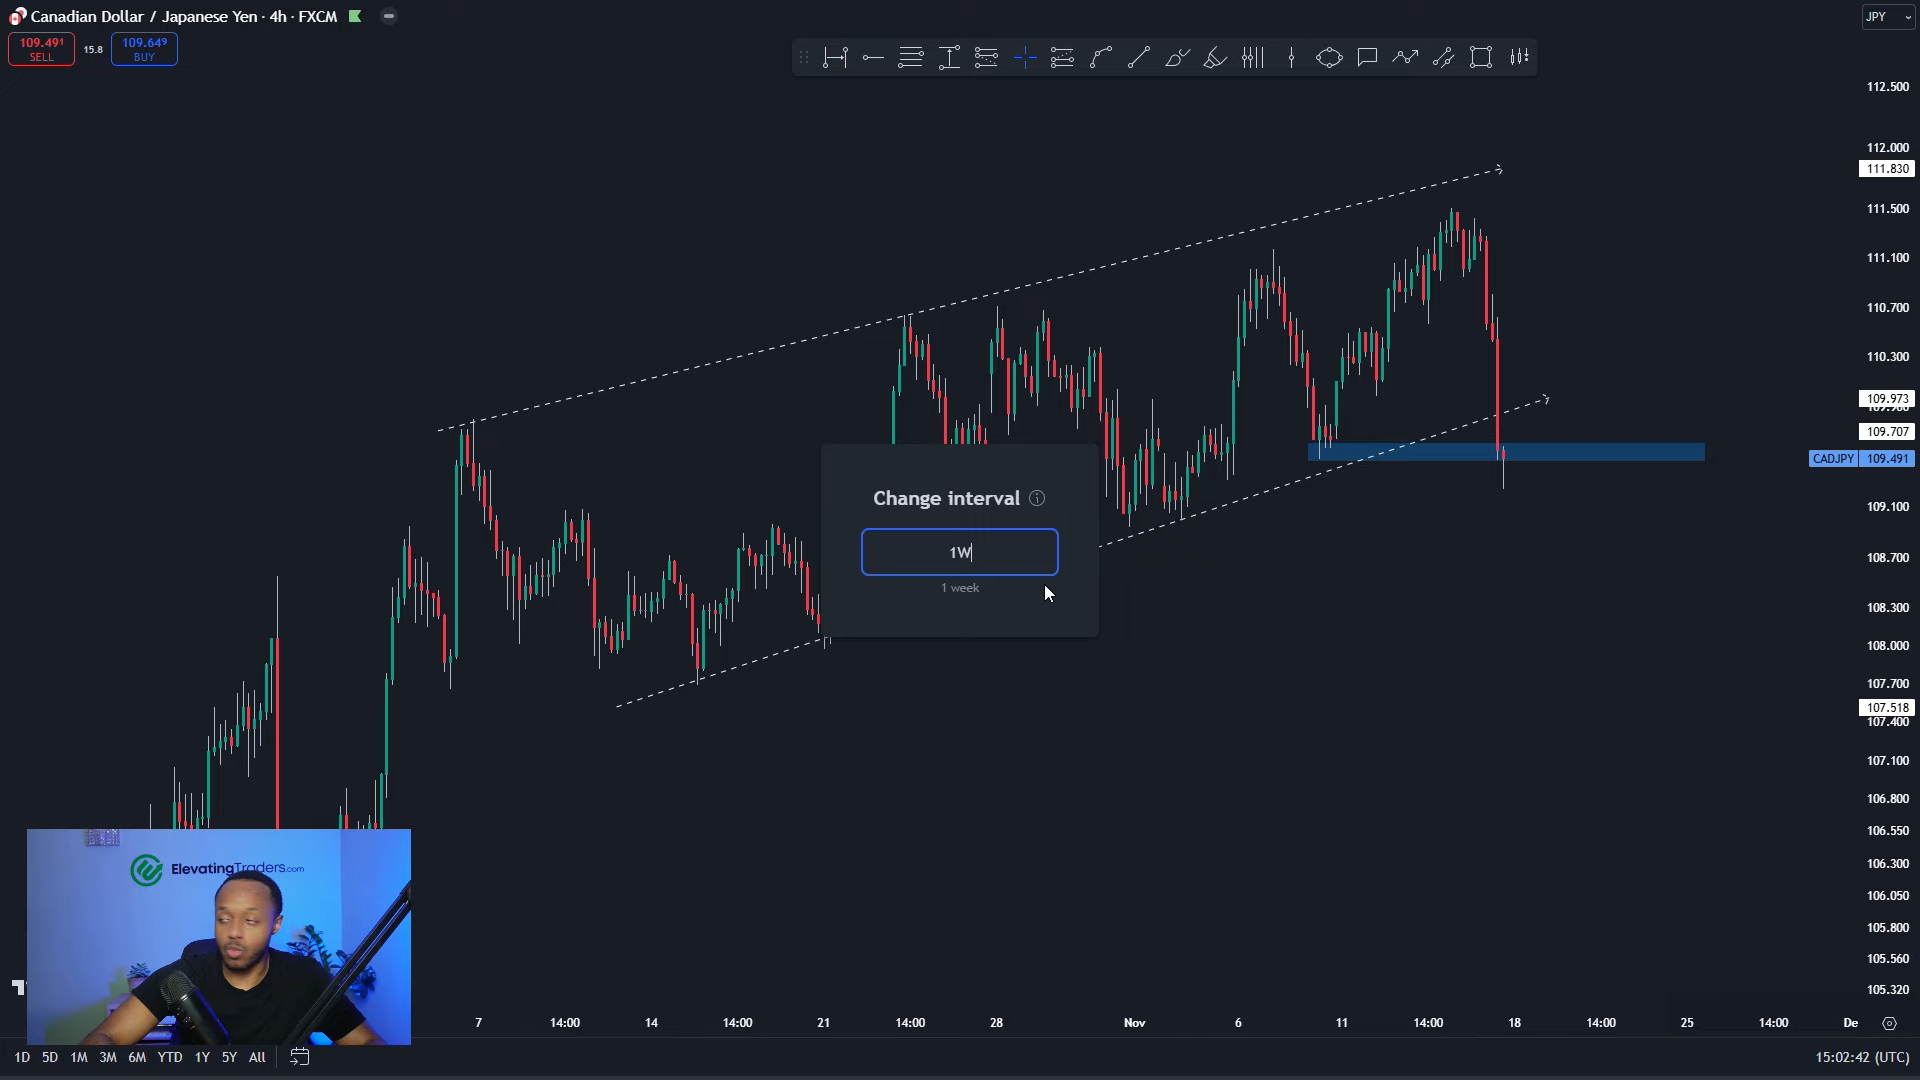 Canadian Dollar / Japanese Yen · 4h · FXCM
JPY
109.491
SELL
15.8
109.649
BUY
112.500
112.000
111.830
111.500
111.100
110.700
110.300
109.973
109.707
CADJPY 109.491
109.100
108.700
108.300
108.000
107.700
107.518
107.400
107.100
106.800
106.550
106.300
106.050
105.800
105.560
105.320
Change interval
1W
1 week
ElevatingTraders.com
7 14:00 14 14:00 21 14:00 28 Nov 6 11 14:00 18 14:00 25 14:00 De
1D 5D 1M 3M 6M YTD 1Y 5Y All
15:02:42 (UTC)